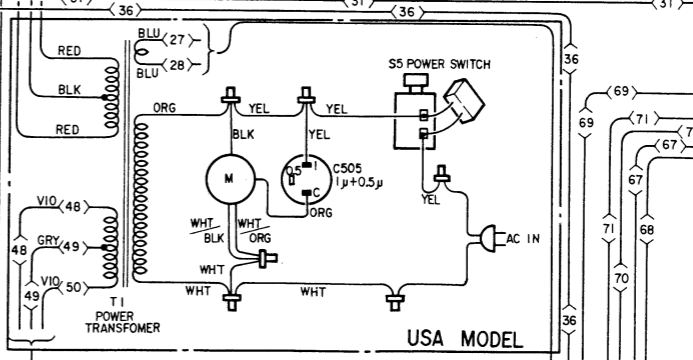 31
31
36
36
BLU
27
28
BLU
RED
BLK
RED
S5 POWER SWITCH
36
69
69
71
67
67
ORG
YEL
YEL
BLK
YEL
M
0.5
1
C
C505
1μ+0.5μ
ORG
WHT/BLK
WHT/ORG
WHT
WHT
WHT
YEL
AC IN
VIO
48
GRY
49
VIO
50
48
49
T1
POWER
TRANSFOMER
71
68
70
36
USA MODEL